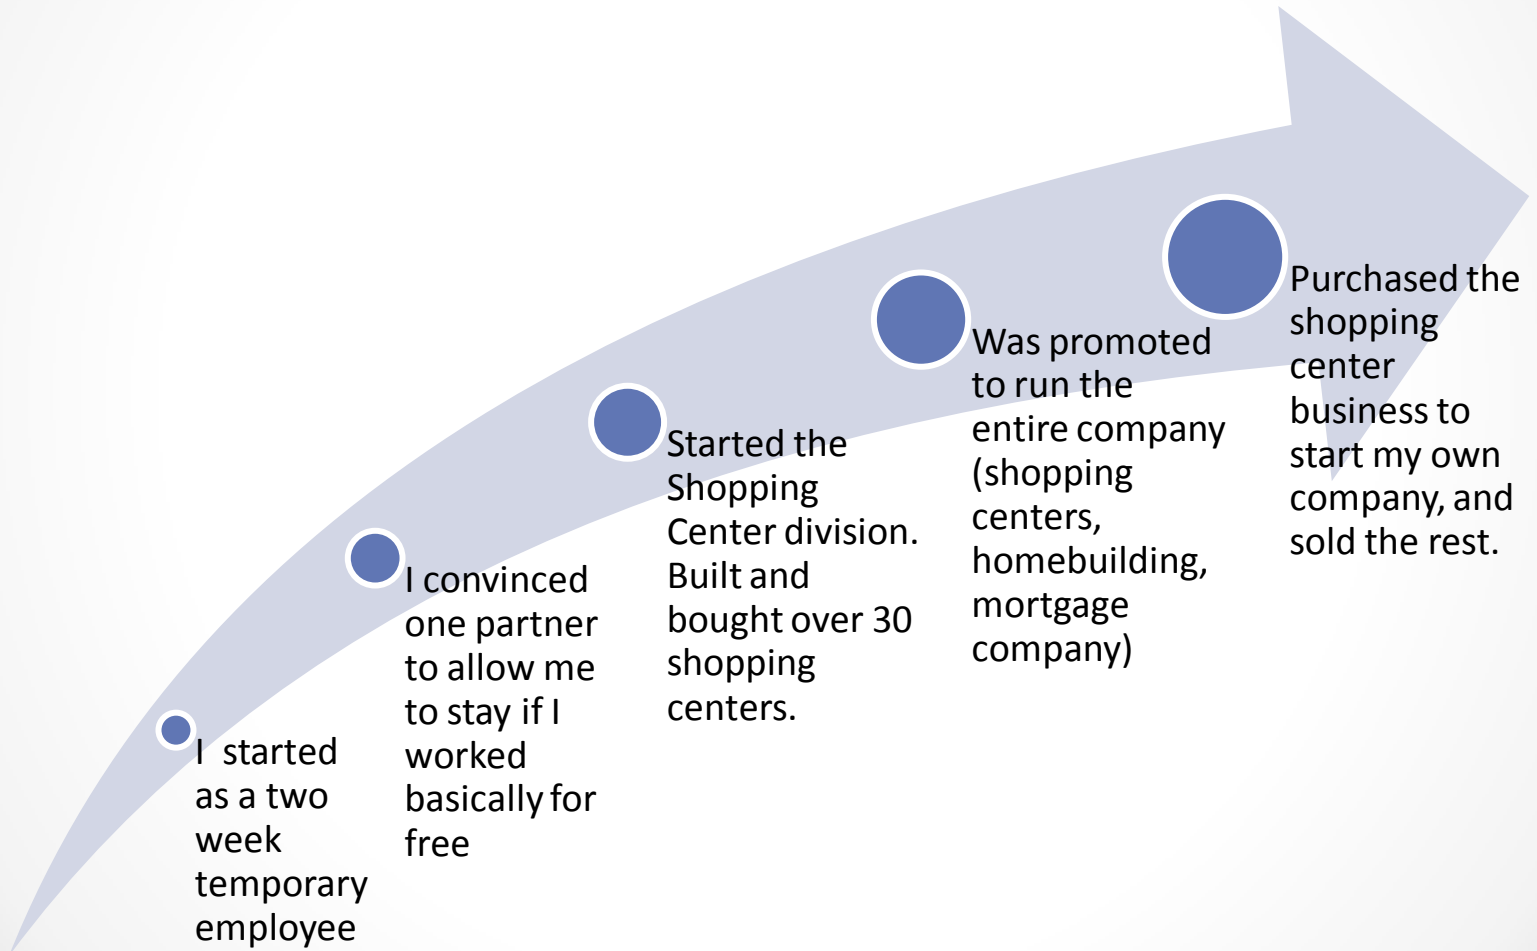 I  started
as a two
week
temporary
employee
I convinced
one partner
to allow me
to stay if I
worked
basically for
free
Started the
Shopping
Center division.
Built and
bought over 30
shopping
centers.
Was promoted
to run the
entire company
(shopping
centers,
homebuilding,
mortgage
company)
Purchased the
shopping
center
business to
start my own
company, and
sold the rest.